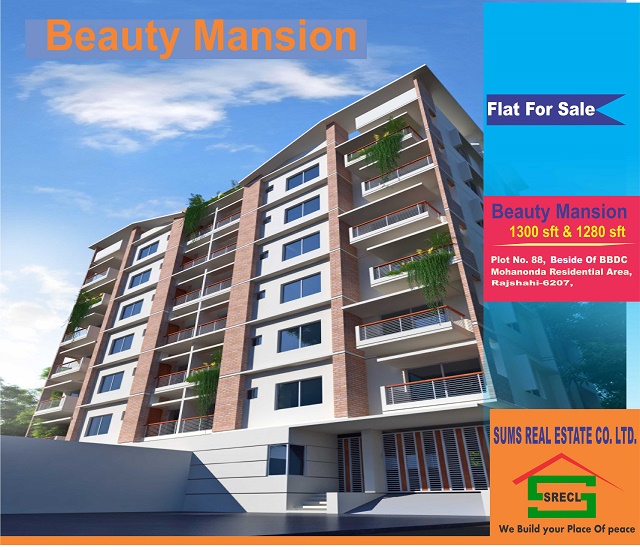 Beauty Mansion
Flat For Sale
Beauty Mansion
1300 sft & 1280 sft
Plot No. 88, Beside Of BBDC
Mohanonda Residential Area,
Rajshahi-6207,
SUMS REAL ESTATE CO. LTD.
SRECL
We Build your Place Of peace